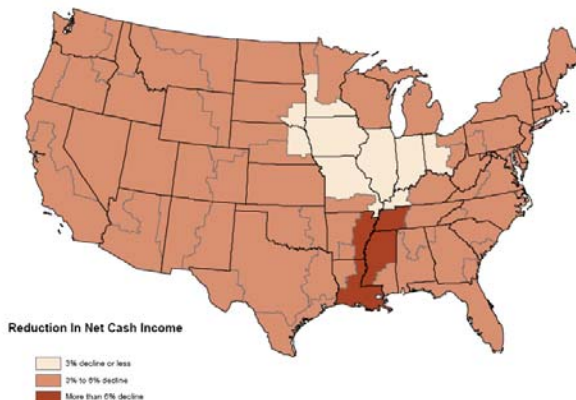 Reduction In Net Cash Income
3% decline or less
3% to 6% decline
More than 6% decline